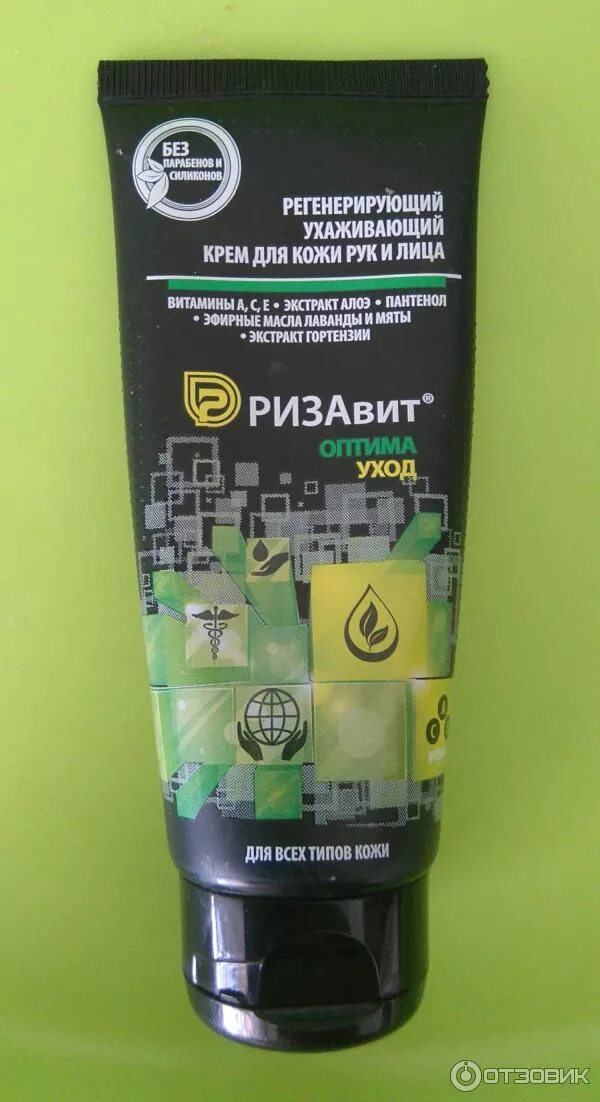 БЕЗ
ПАРАБЕНОВ И
СИЛИКОНОВ
РЕГЕНЕРИРУЮЩИЙ
УХАЖИВАЮЩИЙ
КРЕМ ДЛЯ КОЖИ РУК И ЛИЦА
ВИТАМИНЫ A, C, E • ЭКСТРАКТ АЛОЭ • ПАНТЕНОЛ
• ЭФИРНЫЕ МАСЛА ЛАВАНДЫ И МЯТЫ
• ЭКСТРАКТ ГОРТЕНЗИИ
РИЗАвит®
ОПТИМА
УХОД
A
C
ДЛЯ ВСЕХ ТИПОВ КОЖИ
ОТЗОВИК